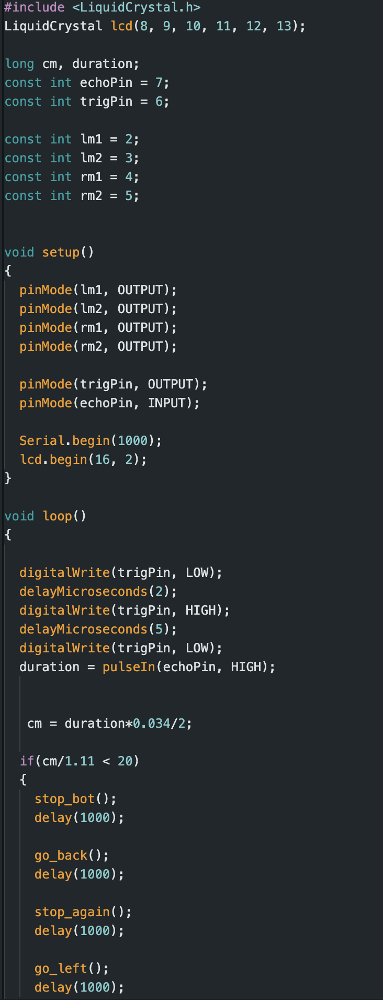 #include <LiquidCrystal.h>
LiquidCrystal lcd(8, 9, 10, 11, 12, 13);
long cm, duration;
const int echoPin = 7;
const int trigPin = 6;
const int lm1 = 2;
const int lm2 = 3;
const int rm1 = 4;
const int rm2 = 5;
void setup()
{
pinMode(lm1, OUTPUT);
pinMode(lm2, OUTPUT);
pinMode(rm1, OUTPUT);
pinMode(rm2, OUTPUT);
pinMode(trigPin, OUTPUT);
pinMode(echoPin, INPUT);
Serial.begin(1000);
lcd.begin(16, 2);
}
void loop()
{
digitalWrite(trigPin, LOW);
delayMicroseconds(2);
digitalWrite(trigPin, HIGH);
delayMicroseconds(5);
digitalWrite(trigPin, LOW);
duration = pulseIn(echoPin, HIGH);
cm = duration*0.034/2;
if(cm/1.11 < 20)
{
stop_bot();
delay(1000);
go_back();
delay(1000);
stop_again();
delay(1000);
go_left();
delay(1000);